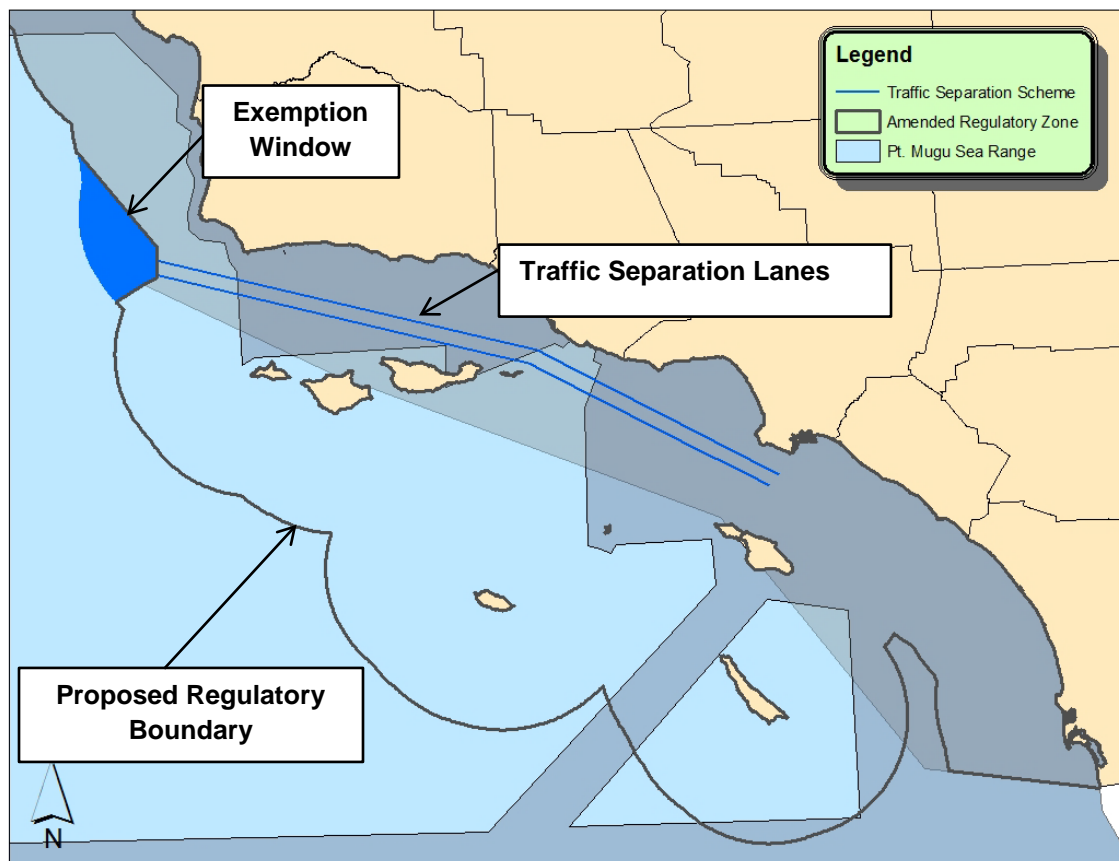 Legend
Traffic Separation Scheme
Amended Regulatory Zone
Pt. Mugu Sea Range
Exemption
Window
Traffic Separation Lanes
Proposed Regulatory
Boundary
N